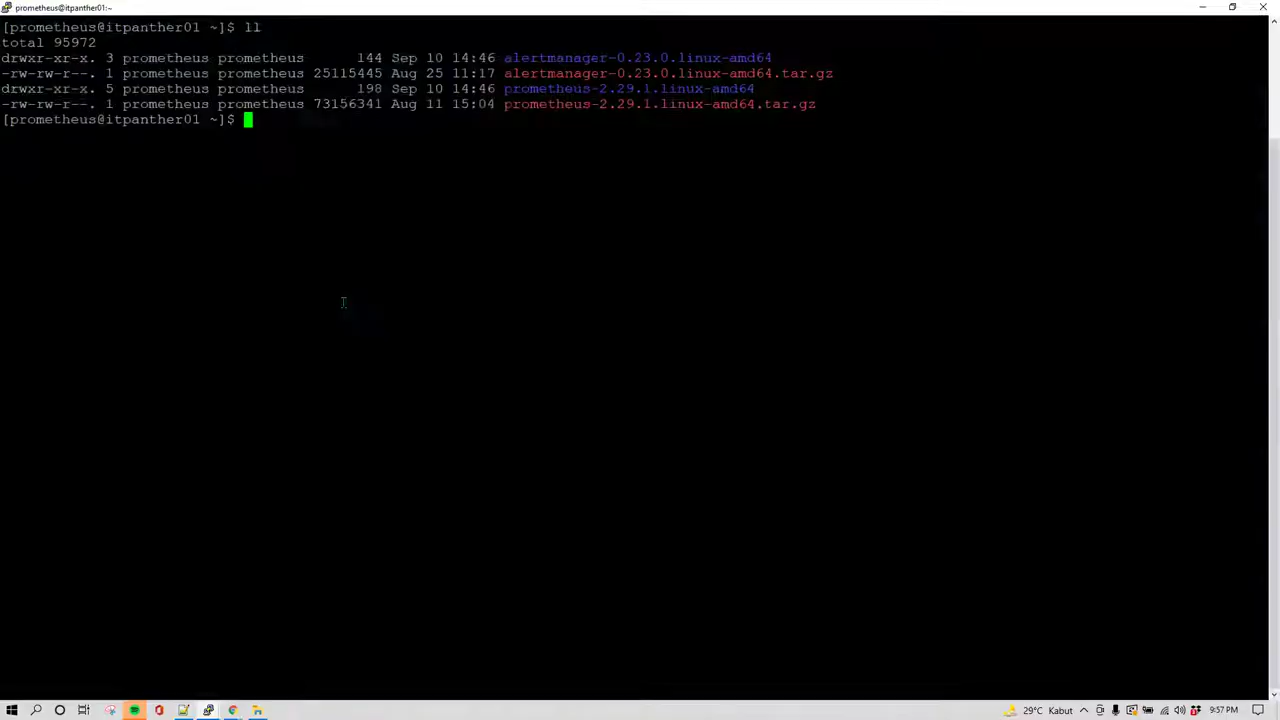 prometheus@itpanther01:~
[prometheus@itpanther01 ~]$ ll
total 95972
drwxr-xr-x. 3 prometheus prometheus      144 Sep 10 14:46 alertmanager-0.23.0.linux-amd64
-rw-rw-r--. 1 prometheus prometheus 25115445 Aug 25 11:17 alertmanager-0.23.0.linux-amd64.tar.gz
drwxr-xr-x. 5 prometheus prometheus      198 Sep 10 14:46 prometheus-2.29.1.linux-amd64
-rw-rw-r--. 1 prometheus prometheus 73156341 Aug 11 15:04 prometheus-2.29.1.linux-amd64.tar.gz
[prometheus@itpanther01 ~]$
29°C Kabut 9:57 PM